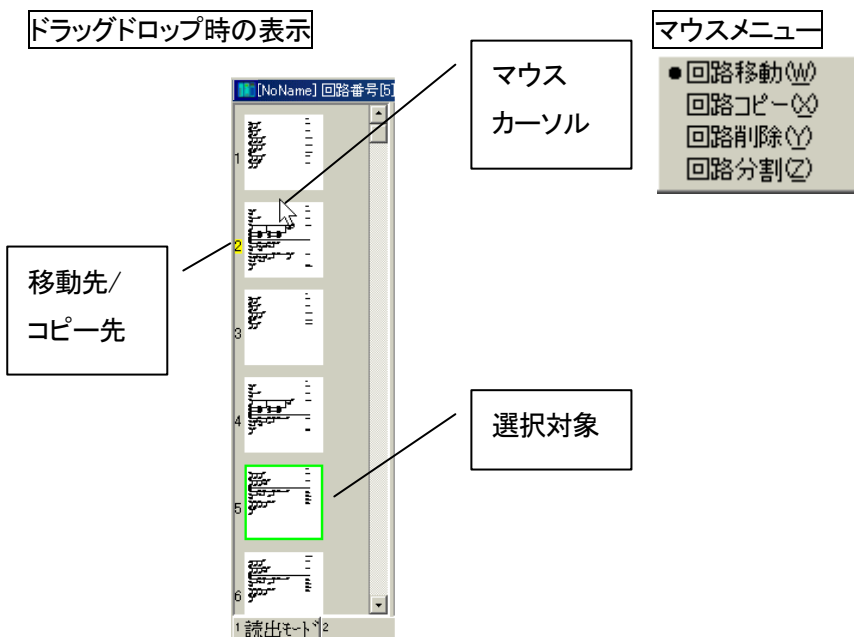 ドラッグドロップ時の表示
マウスメニュー
マウス
カーソル
●回路移動(W)
回路コピー(X)
回路削除(Y)
回路分割(Z)
[NoName] 回路番号[5]
1
2
3
4
5
6
移動先/
コピー先
選択対象
1 読出モード 2